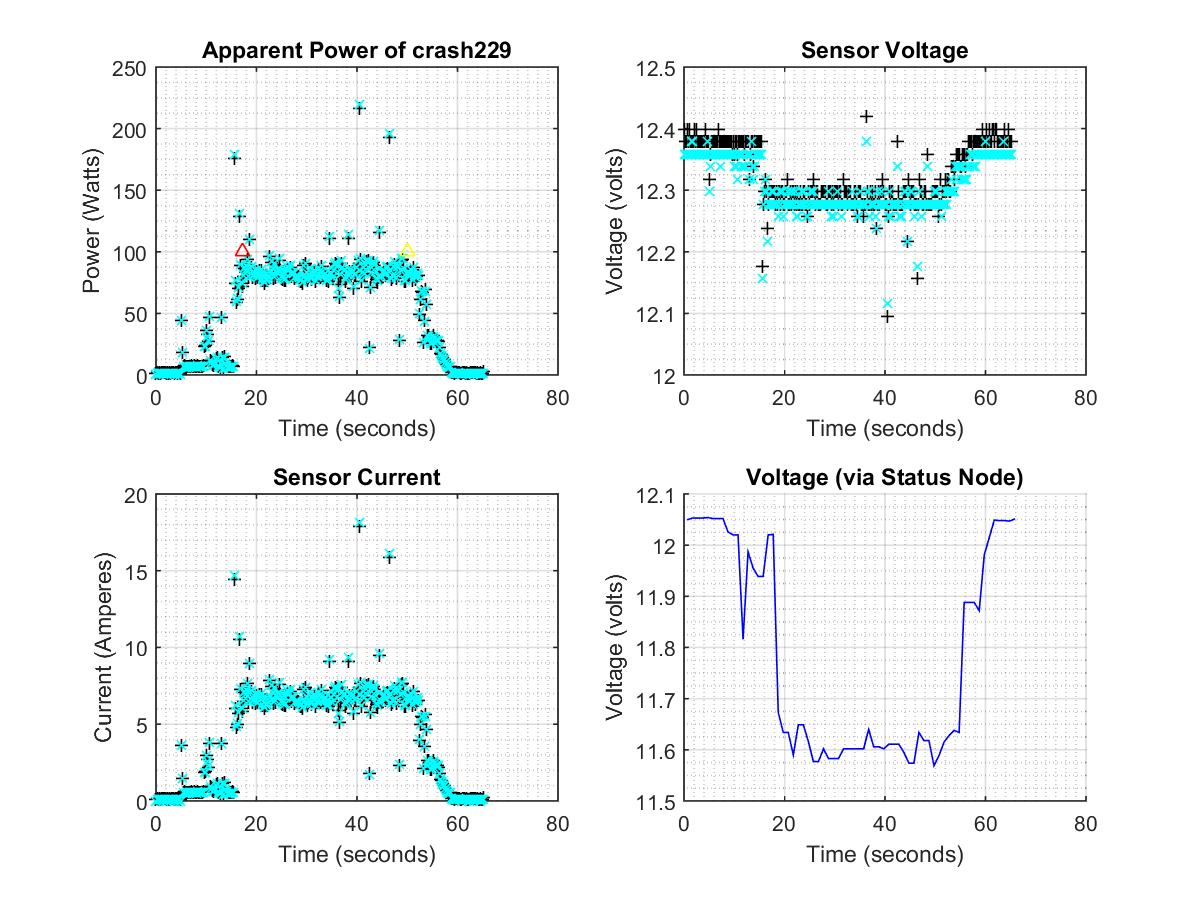 Apparent Power of crash229
250
200
150
100
50
0
Power (Watts)
0 20 40 60 80
Time (seconds)
Sensor Voltage
12.5
12.4
12.3
12.2
12.1
12
Voltage (volts)
0 20 40 60 80
Time (seconds)
Sensor Current
20
15
10
5
0
Current (Amperes)
0 20 40 60 80
Time (seconds)
Voltage (via Status Node)
12.1
12
11.9
11.8
11.7
11.6
11.5
Voltage (volts)
0 20 40 60 80
Time (seconds)